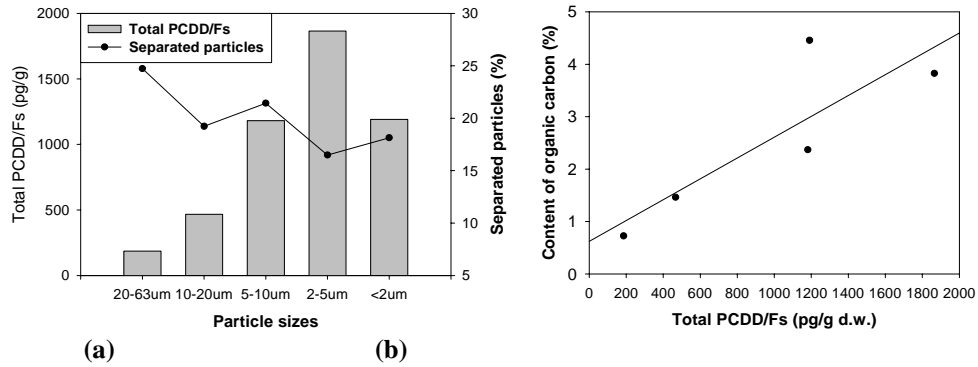 Total PCDD/Fs
Separated particles
Total PCDD/Fs (pg/g)
2000
1500
1000
500
0
Separated particles (%)
30
25
20
15
10
5
20-63um 10-20um 5-10um 2-5um <2um
Particle sizes
(a)
Content of organic carbon (%)
5
4
3
2
1
0
0 200 400 600 800 1000 1200 1400 1600 1800 2000
Total PCDD/Fs (pg/g d.w.)
(b)